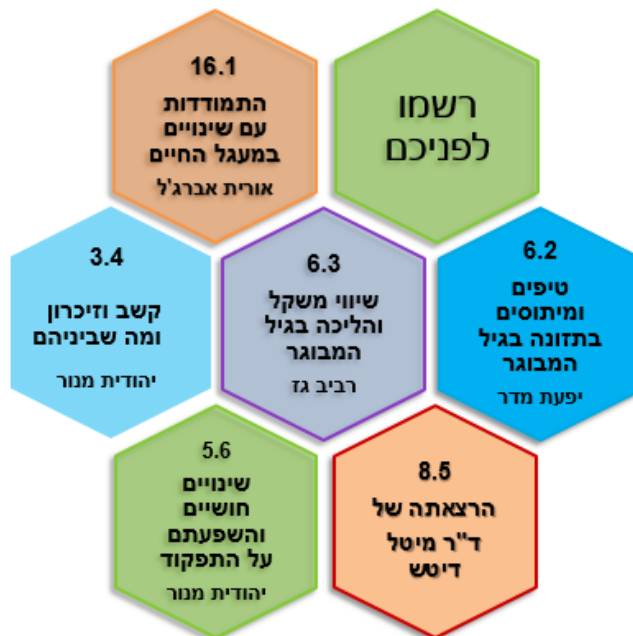 רשמו
לפניכם
16.1
התמודדות
עם שינויים
במעגל החיים
אורית אברג'ל
6.2
טיפים
ומיתוסים
בתזונה בגיל
המבוגר
יפעת מדר
6.3
שיווי משקל
והליכה בגיל
המבוגר
רביב גז
3.4
קשב וזיכרון
ומה שביניהם
יהודית מנור
8.5
הרצאתה של
ד"ר מיטל
דיטש
5.6
שינויים
חושיים
והשפעתם
על התפקוד
יהודית מנור